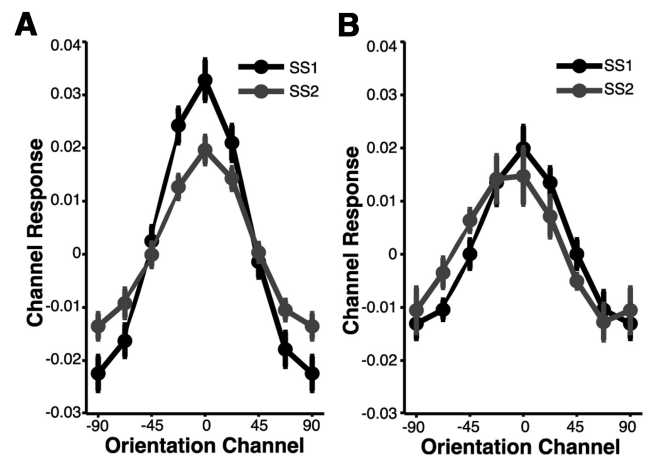 A
0.04
0.03
0.02
0.01
0
-0.01
-0.02
-0.03
Channel Response
SS1
SS2
-90 -45 0 45 90
Orientation Channel
B
0.04
0.03
0.02
0.01
0
-0.01
-0.02
-0.03
Channel Response
SS1
SS2
-90 -45 0 45 90
Orientation Channel